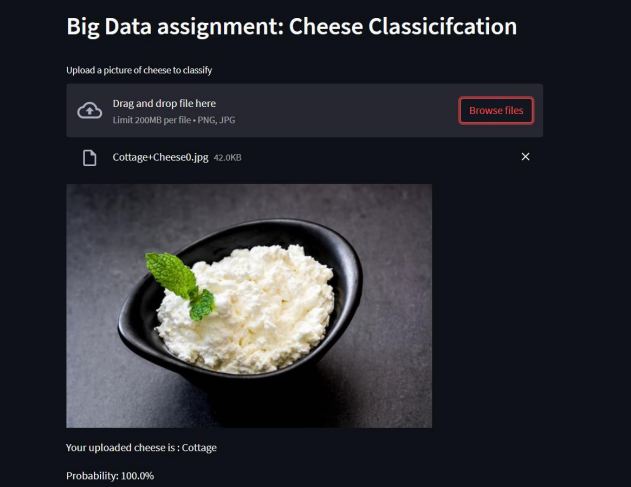 Big Data assignment: Cheese Classicifcation
Upload a picture of cheese to classify
Drag and drop file here
Limit 200MB per file • PNG, JPG
Browse files
Cottage+Cheese0.jpg 42.0KB
Your uploaded cheese is : Cottage
Probability: 100.0%